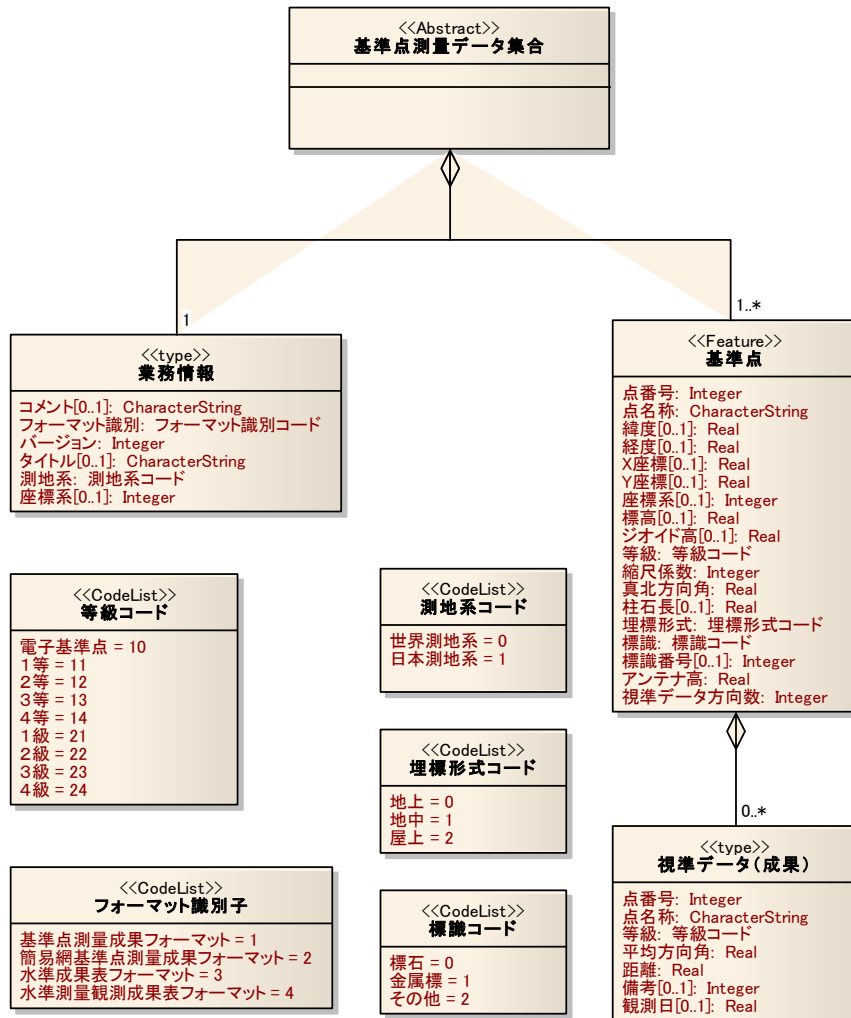 <<Abstract>>
基準点測量データ集合
1
1..*
<<type>>
業務情報
コメント[0..1]: CharacterString
フォーマット識別: フォーマット識別コード
バージョン: Integer
タイトル[0..1]: CharacterString
測地系: 測地系コード
座標系[0..1]: Integer
<<Feature>>
基準点
点番号: Integer
点名称: CharacterString
緯度[0..1]: Real
経度[0..1]: Real
X座標[0..1]: Real
Y座標[0..1]: Real
座標系[0..1]: Integer
標高[0..1]: Real
ジオイド高[0..1]: Real
等級: 等級コード
縮尺係数: Integer
真北方向角: Real
柱石長[0..1]: Real
埋標形式: 埋標形式コード
標識: 標識コード
標識番号[0..1]: Integer
アンテナ高: Real
視準データ方向数: Integer
<<CodeList>>
等級コード
電子基準点 = 10
1等 = 11
2等 = 12
3等 = 13
4等 = 14
1級 = 21
2級 = 22
3級 = 23
4級 = 24
<<CodeList>>
測地系コード
世界測地系 = 0
日本測地系 = 1
<<CodeList>>
埋標形式コード
地上 = 0
地中 = 1
屋上 = 2
0..*
<<type>>
視準データ(成果)
点番号: Integer
点名称: CharacterString
等級: 等級コード
平均方向角: Real
距離: Real
備考[0..1]: Integer
観測日[0..1]: Real
<<CodeList>>
フォーマット識別子
基準点測量成果フォーマット = 1
簡易網基準点測量成果フォーマット = 2
水準成果表フォーマット = 3
水準測量観測成果表フォーマット = 4
<<CodeList>>
標識コード
標石 = 0
金属標 = 1
その他 = 2